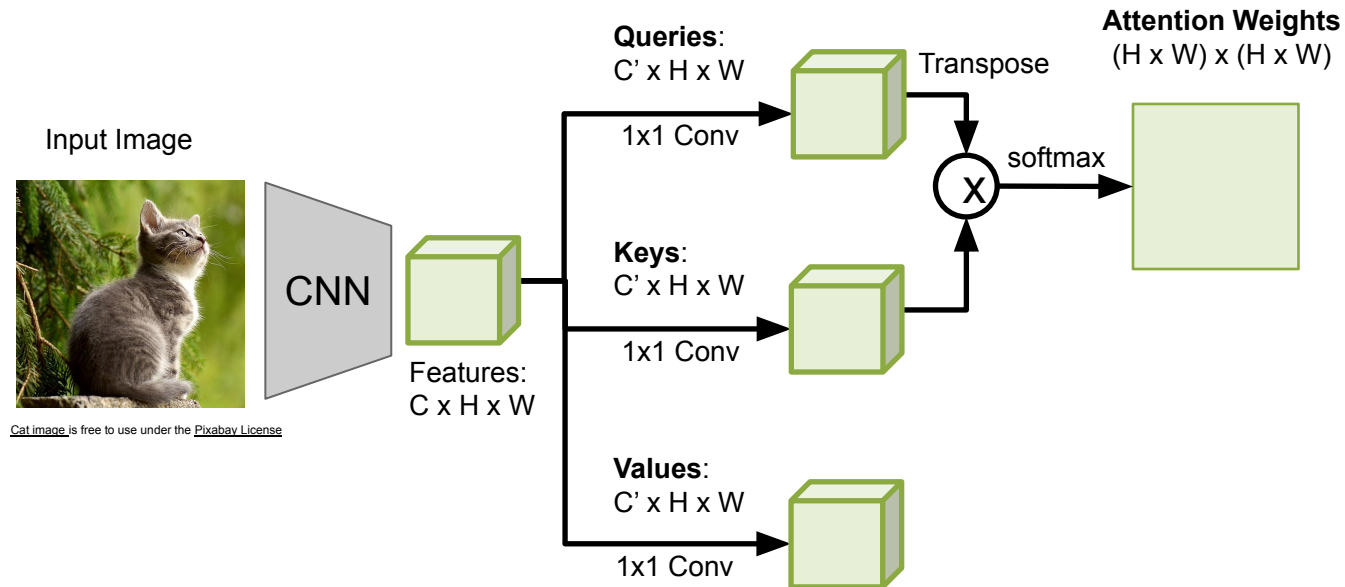 Input Image
Cat image is free to use under the Pixabay License
CNN
Features:
C x H x W
Queries:
C’ x H x W
1x1 Conv
Keys:
C’ x H x W
1x1 Conv
Values:
C’ x H x W
1x1 Conv
Transpose
X
softmax
Attention Weights
(H x W) x (H x W)